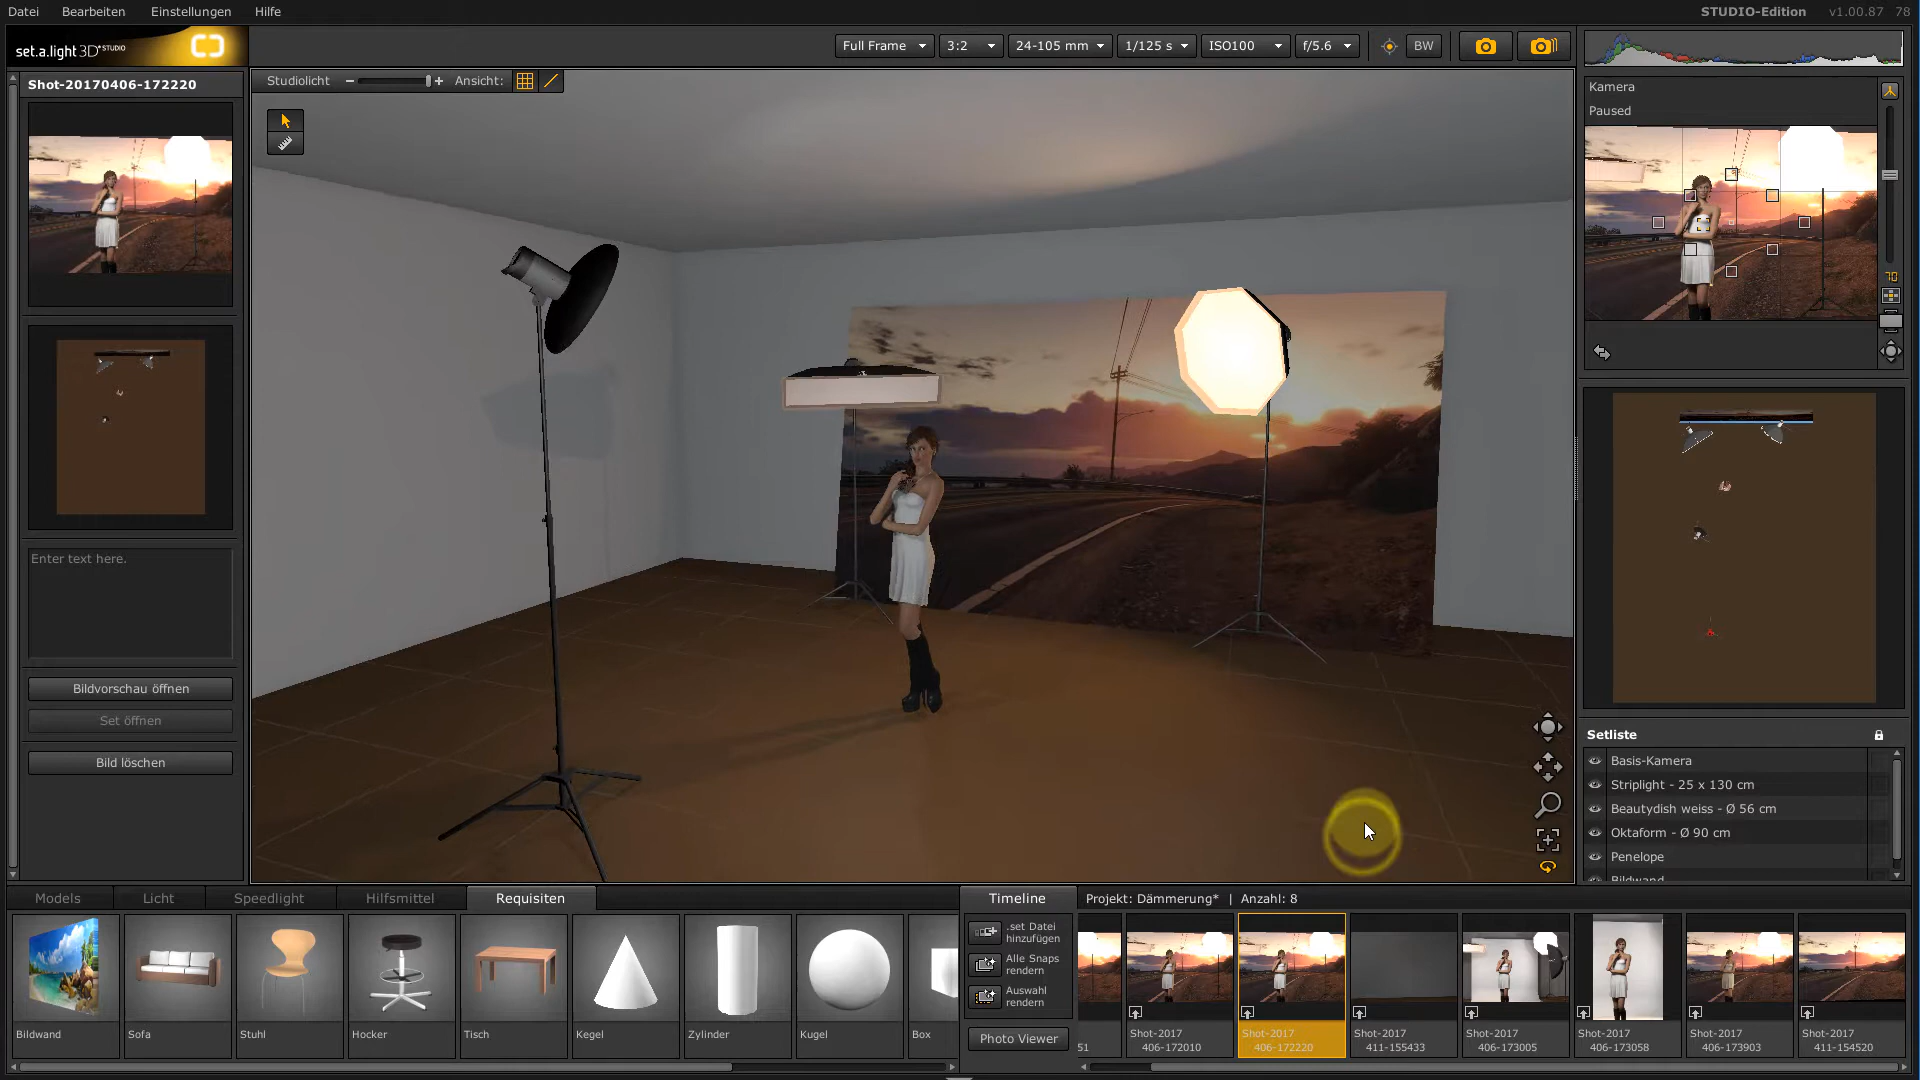 Datei Bearbeiten Einstellungen Hilfe
STUDIO-Edition v1.00.87 78
set.a.light 3D STUDIO
Full Frame 3:2 24-105 mm 1/125 s ISO100 f/5.6 BW
Shot-20170406-172220
Studiolicht − + Ansicht:
Kamera
Paused
70
Enter text here.
Bildvorschau öffnen
Set öffnen
Bild löschen
Setliste
Basis-Kamera
Striplight - 25 x 130 cm
Beautydish weiss - Ø 56 cm
Oktaform - Ø 90 cm
Penelope
Bildwand
Models Licht Speedlight Hilfsmittel Requisiten
Bildwand Sofa Stuhl Hocker Tisch Kegel Zylinder Kugel Box
Timeline Projekt: Dämmerung* | Anzahl: 8
.set Datei
hinzufügen
Alle Snaps
rendern
Auswahl
rendern
Photo Viewer
51
Shot-2017
406-172010
Shot-2017
406-172220
Shot-2017
411-155433
Shot-2017
406-173005
Shot-2017
406-173058
Shot-2017
406-173903
Shot-2017
411-154520